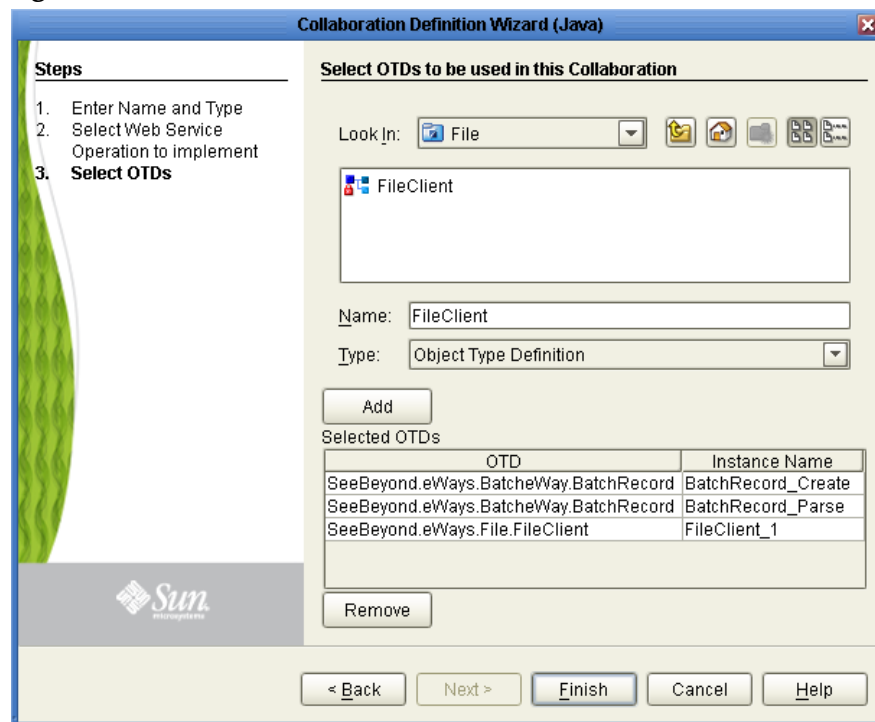 Collaboration Definition Wizard (Java)
Steps
1. Enter Name and Type
2. Select Web Service
Operation to implement
3. Select OTDs
Select OTDs to be used in this Collaboration
Look In: File
FileClient
Name: FileClient
Type: Object Type Definition
Add
Selected OTDs
OTD Instance Name
SeeBeyond.eWays.BatcheWay.BatchRecord BatchRecord_Create
SeeBeyond.eWays.BatcheWay.BatchRecord BatchRecord_Parse
SeeBeyond.eWays.File.FileClient FileClient_1
Remove
Sun
microsystems
< Back Next > Finish Cancel Help